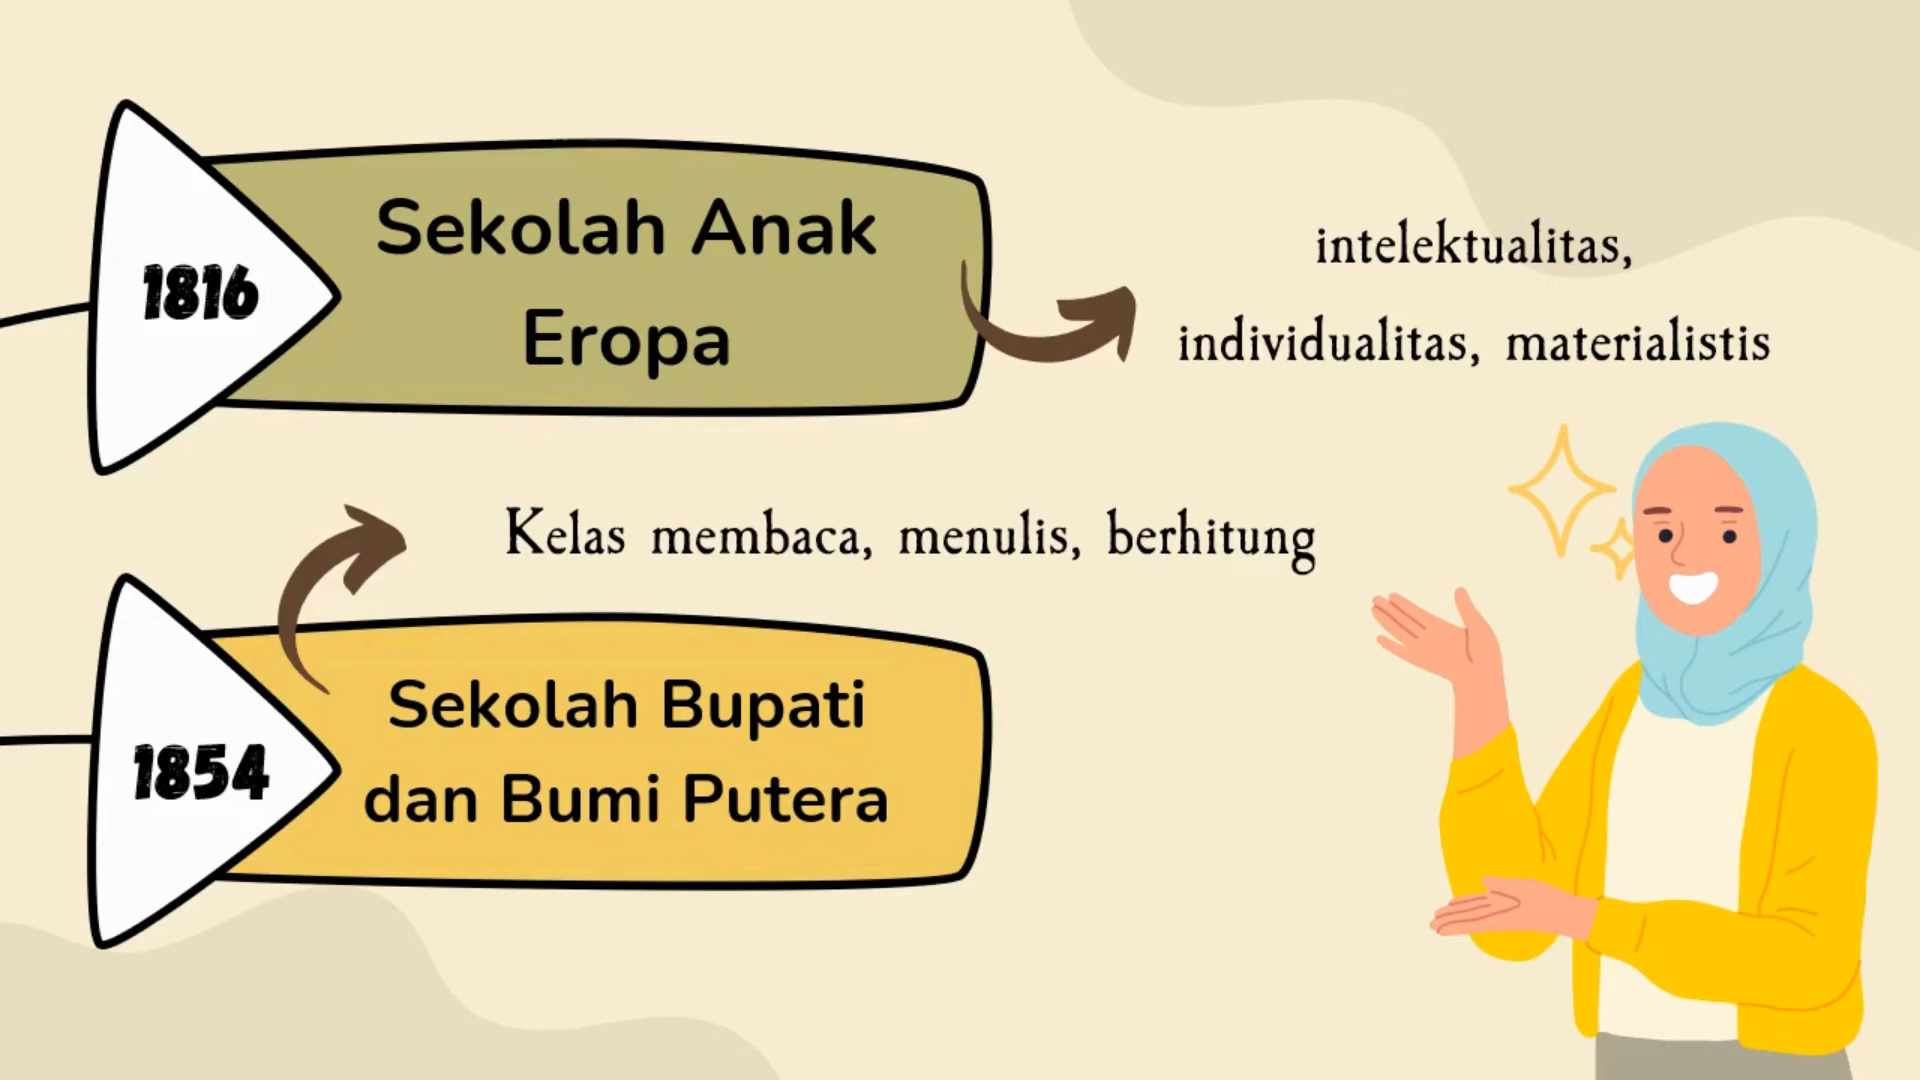 1816
Sekolah Anak
Eropa
intelektualitas,
individualitas, materialistis
Kelas membaca, menulis, berhitung
1854
Sekolah Bupati
dan Bumi Putera